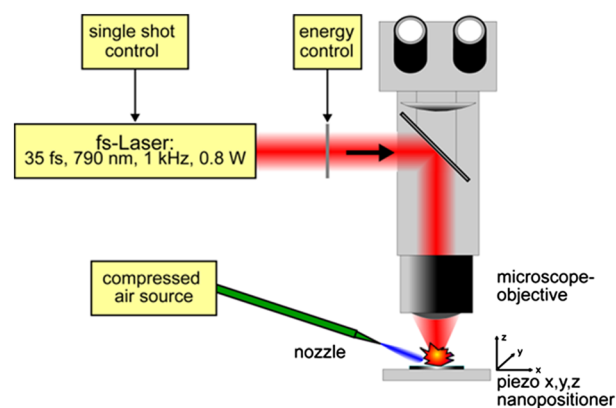 single shot
control
energy
control
fs-Laser:
35 fs, 790 nm, 1 kHz, 0.8 W
compressed
air source
nozzle
microscope-
objective
z
y
x
piezo x,y,z
nanopositioner